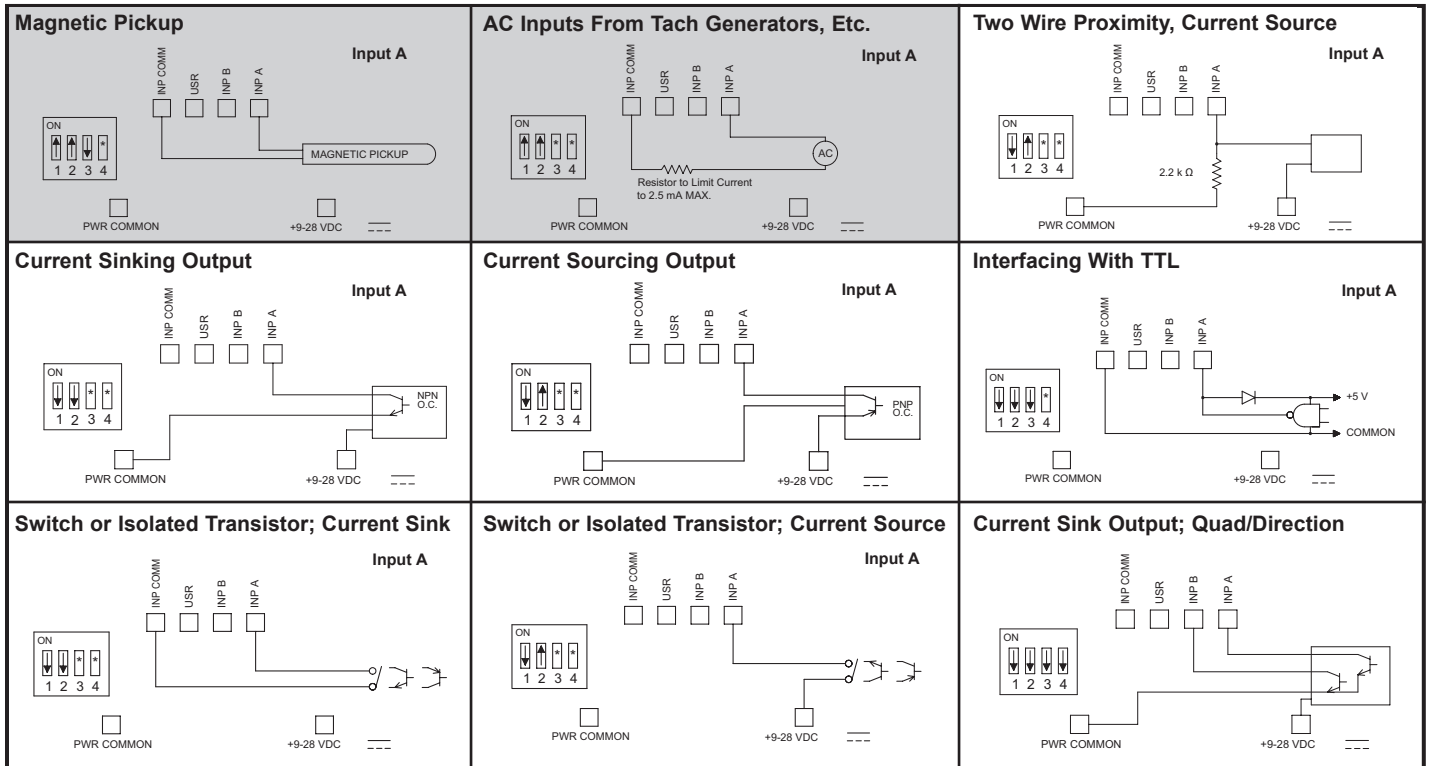 Magnetic Pickup
Input A
INP COMM
USR
INP B
INP A
ON
*
1 2 3 4
MAGNETIC PICKUP
PWR COMMON
+9-28 VDC
AC Inputs From Tach Generators, Etc.
Input A
INP COMM
USR
INP B
INP A
ON
* *
1 2 3 4
AC
Resistor to Limit Current
to 2.5 mA MAX.
PWR COMMON
+9-28 VDC
Two Wire Proximity, Current Source
Input A
INP COMM
USR
INP B
INP A
ON
* *
1 2 3 4
2.2 k Ω
PWR COMMON
+9-28 VDC
Current Sinking Output
Input A
INP COMM
USR
INP B
INP A
ON
* *
1 2 3 4
NPN
O.C.
PWR COMMON
+9-28 VDC
Current Sourcing Output
Input A
INP COMM
USR
INP B
INP A
ON
* *
1 2 3 4
PNP
O.C.
PWR COMMON
+9-28 VDC
Interfacing With TTL
Input A
INP COMM
USR
INP B
INP A
ON
*
1 2 3 4
+5 V
COMMON
PWR COMMON
+9-28 VDC
Switch or Isolated Transistor; Current Sink
Input A
INP COMM
USR
INP B
INP A
ON
* *
1 2 3 4
PWR COMMON
+9-28 VDC
Switch or Isolated Transistor; Current Source
Input A
INP COMM
USR
INP B
INP A
ON
* *
1 2 3 4
PWR COMMON
+9-28 VDC
Current Sink Output; Quad/Direction
INP COMM
USR
INP B
INP A
ON
1 2 3 4
PWR COMMON
+9-28 VDC